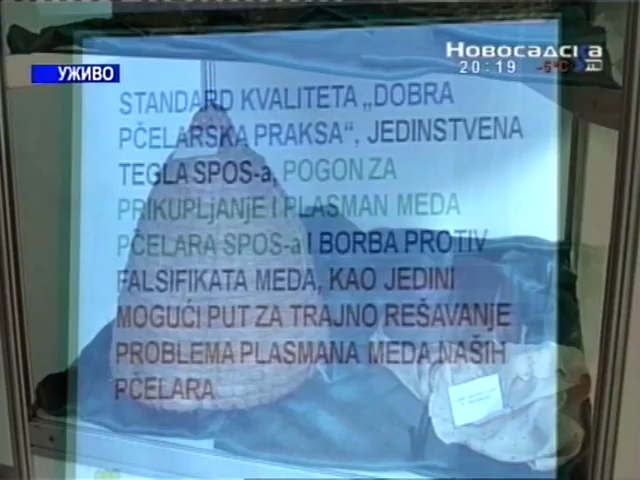 Новосадска
УЖИВО
20:19 -5°C
STANDARD KVALITETA „DOBRA
PČELARSKA PRAKSA“, JEDINSTVENA
TEGLA SPOS-a, POGON ZA
PRIKUPLjANjE I PLASMAN MEDA
PČELARA SPOS-a I BORBA PROTIV
FALSIFIKATA MEDA, KAO JEDINI
MOGUĆI PUT ZA TRAJNO REŠAVANjE
PROBLEMA PLASMANA MEDA NAŠIH
PČELARA